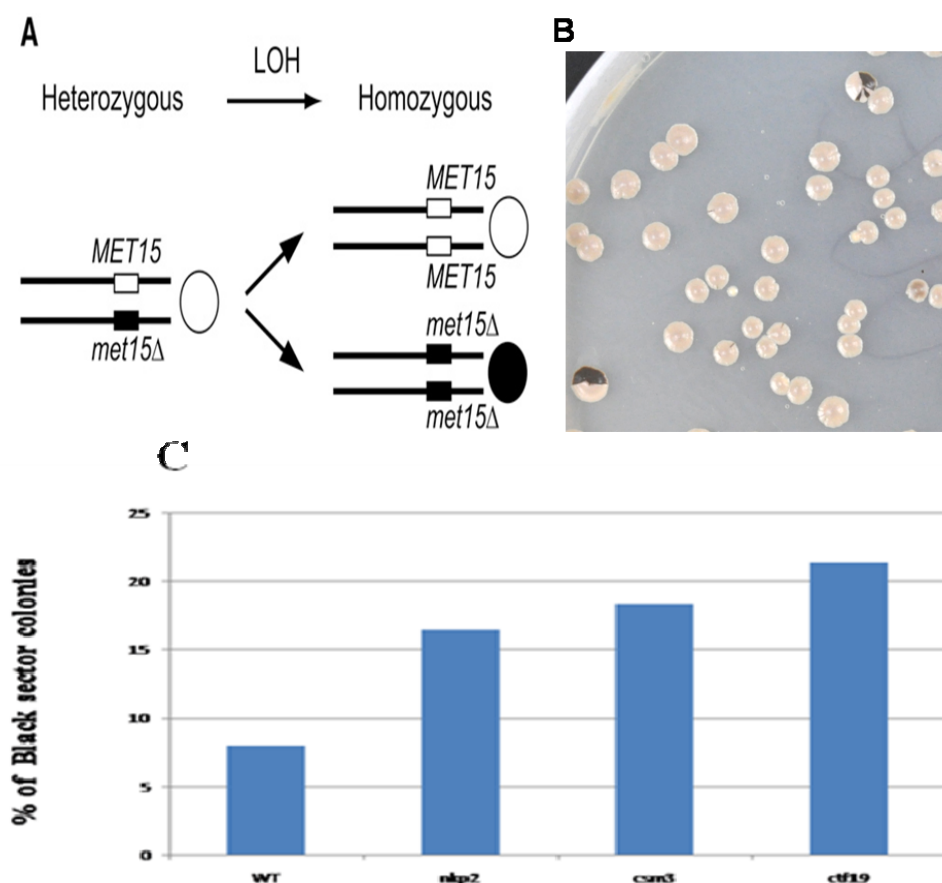 A
LOH
Heterozygous
Homozygous
MET15
MET15
MET15
met15Δ
met15Δ
met15Δ
B
C
% of Black sector colonies
25
20
15
10
5
0
WT
nkp2
csm3
ctf19